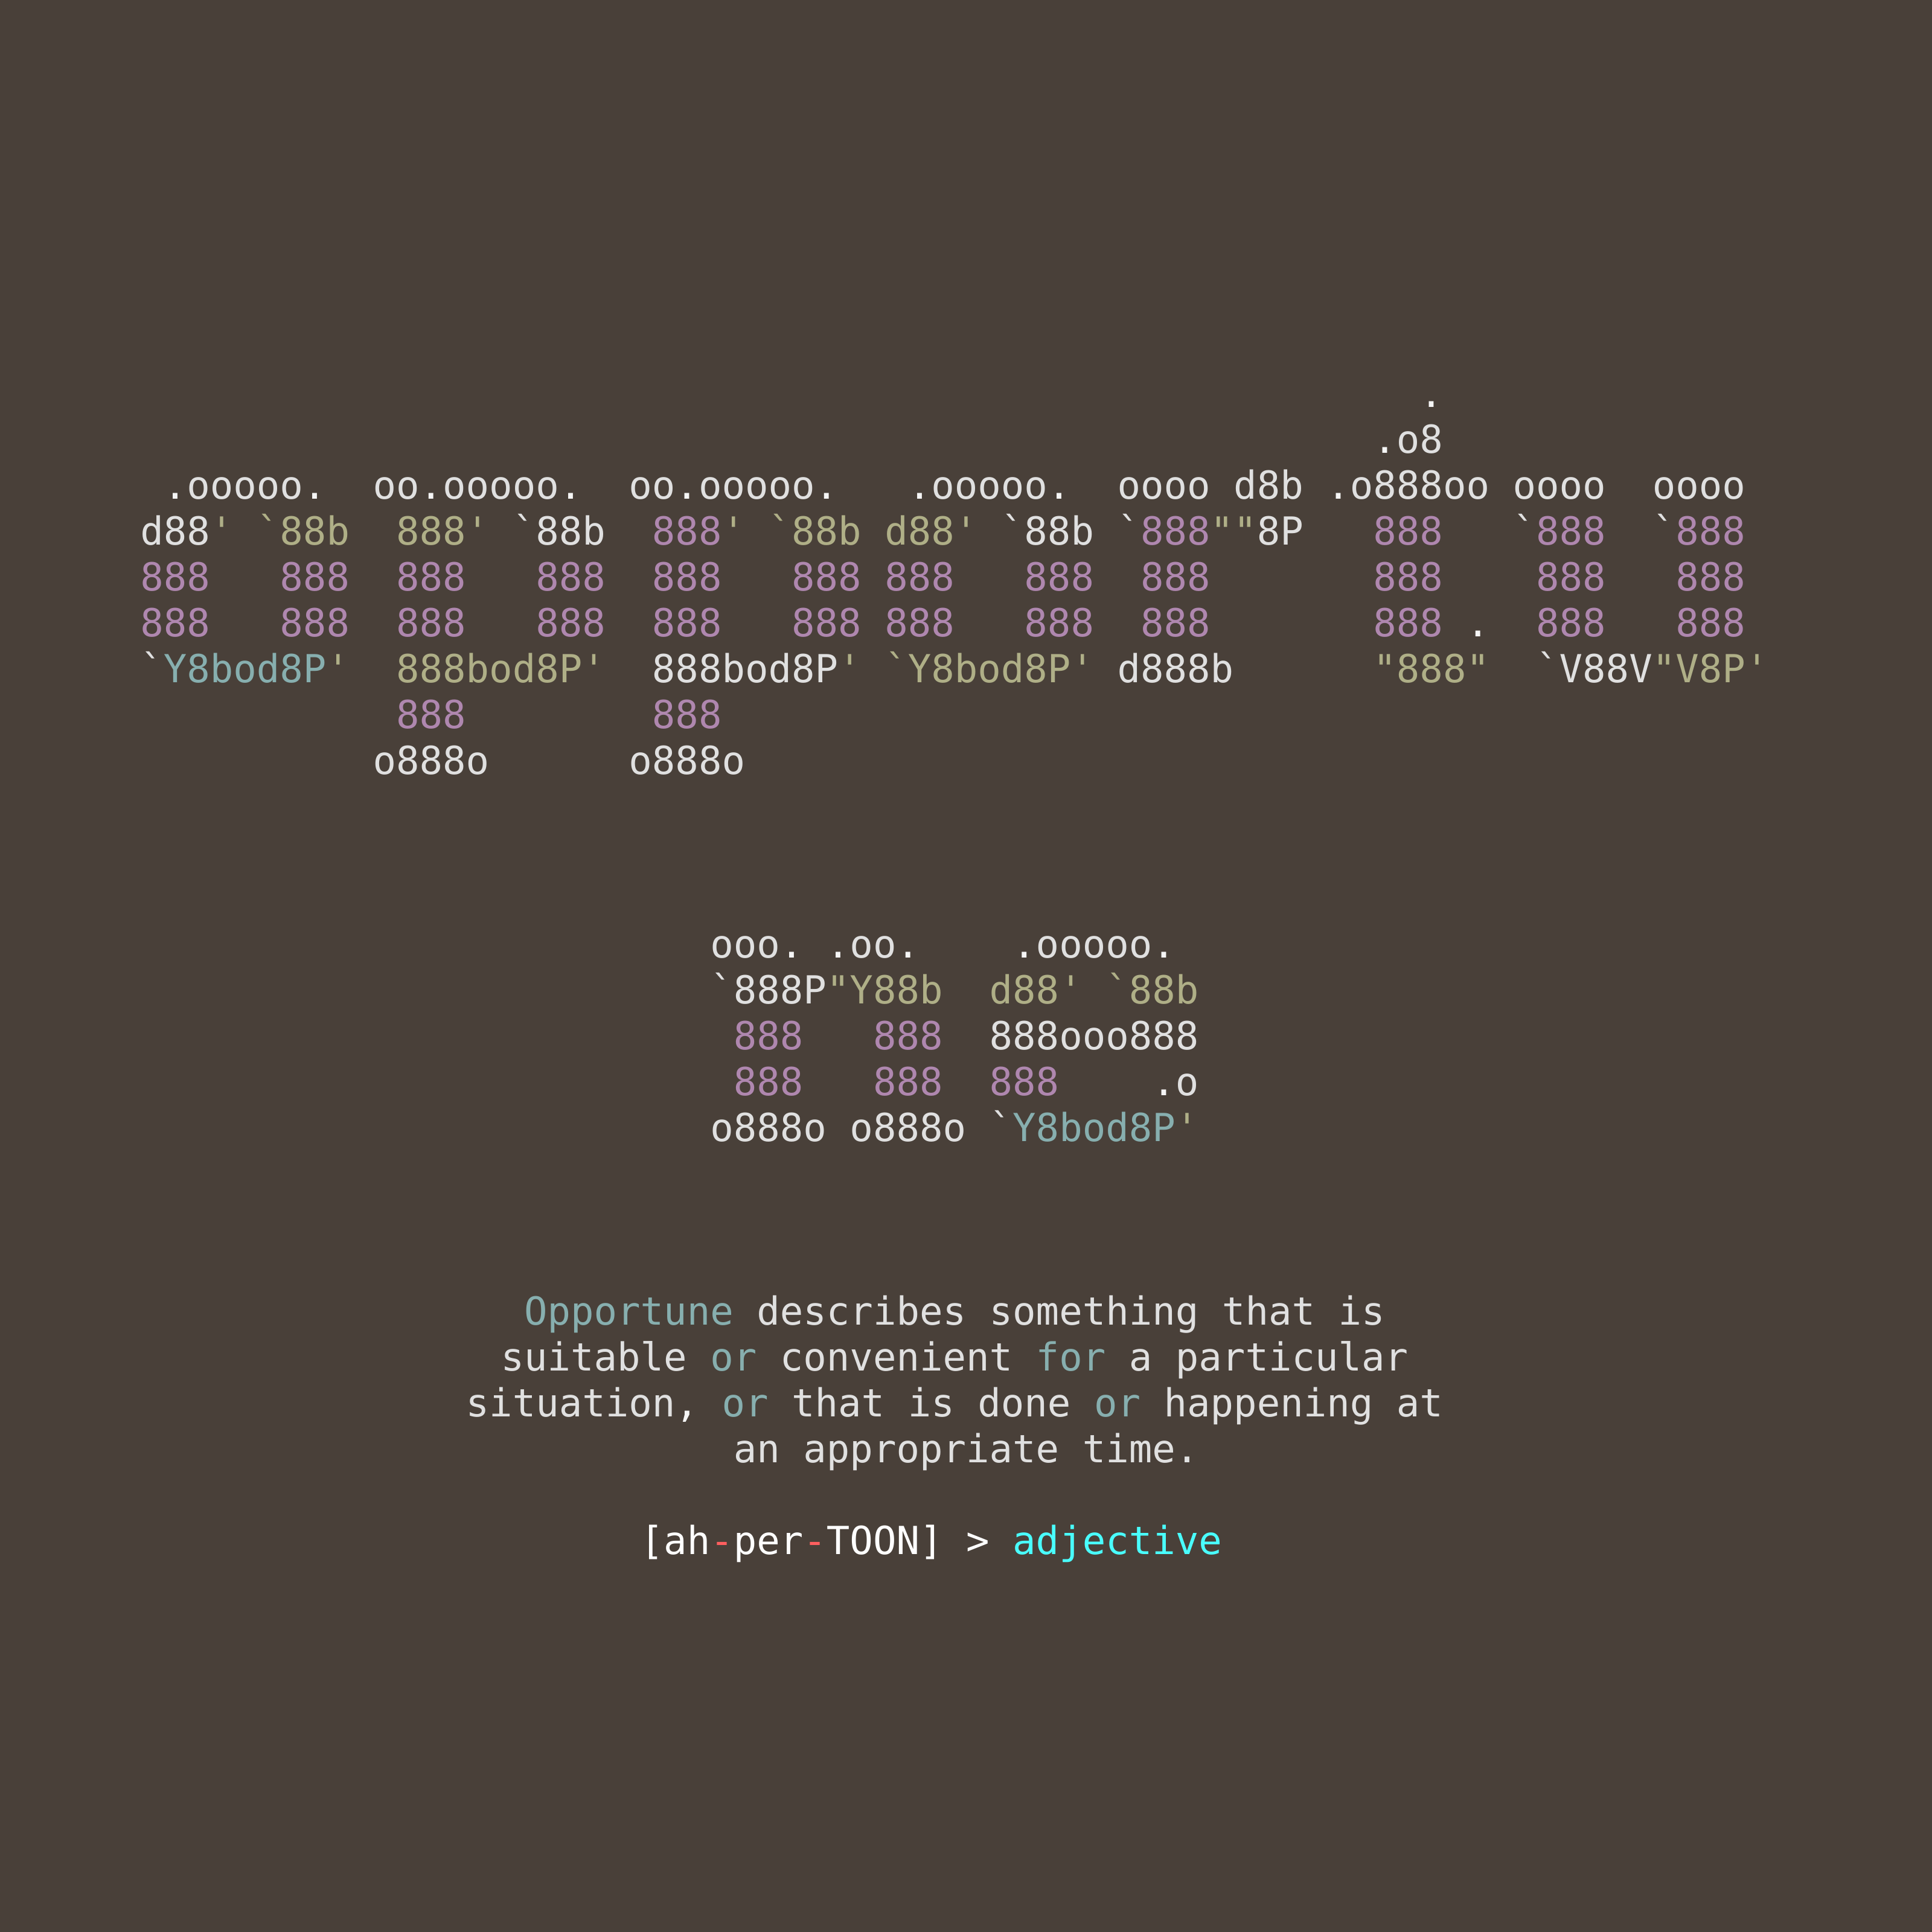 opportu
ne
Opportune describes something that is
suitable or convenient for a particular
situation, or that is done or happening at
an appropriate time.
[ah-per-TOON] > adjective